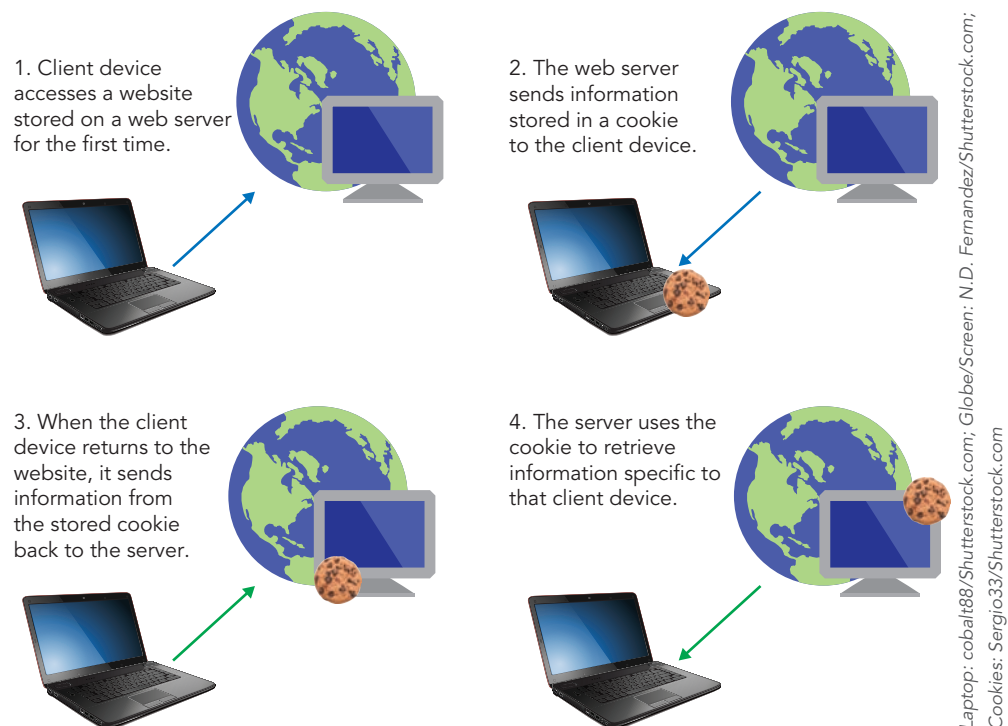 1. Client device
accesses a website
stored on a web server
for the first time.
2. The web server
sends information
stored in a cookie
to the client device.
3. When the client
device returns to the
website, it sends
information from
the stored cookie
back to the server.
4. The server uses the
cookie to retrieve
information specific to
that client device.
Laptop: cobalt88/Shutterstock.com; Globe/Screen: N.D. Fernandez/Shutterstock.com;
Cookies: Sergio33/Shutterstock.com